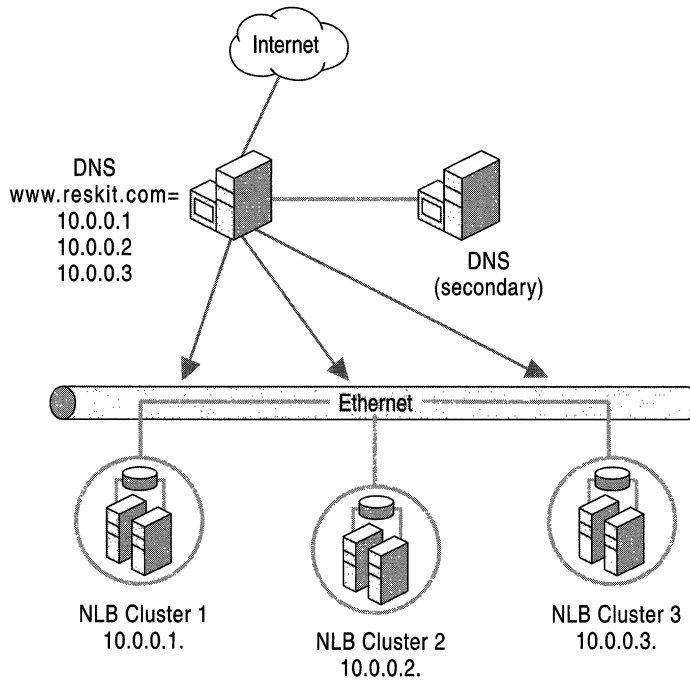 Internet
DNS
www.reskit.com=
10.0.0.1
10.0.0.2
10.0.0.3
DNS
(secondary)
Ethernet
NLB Cluster 1
10.0.0.1.
NLB Cluster 2
10.0.0.2.
NLB Cluster 3
10.0.0.3.